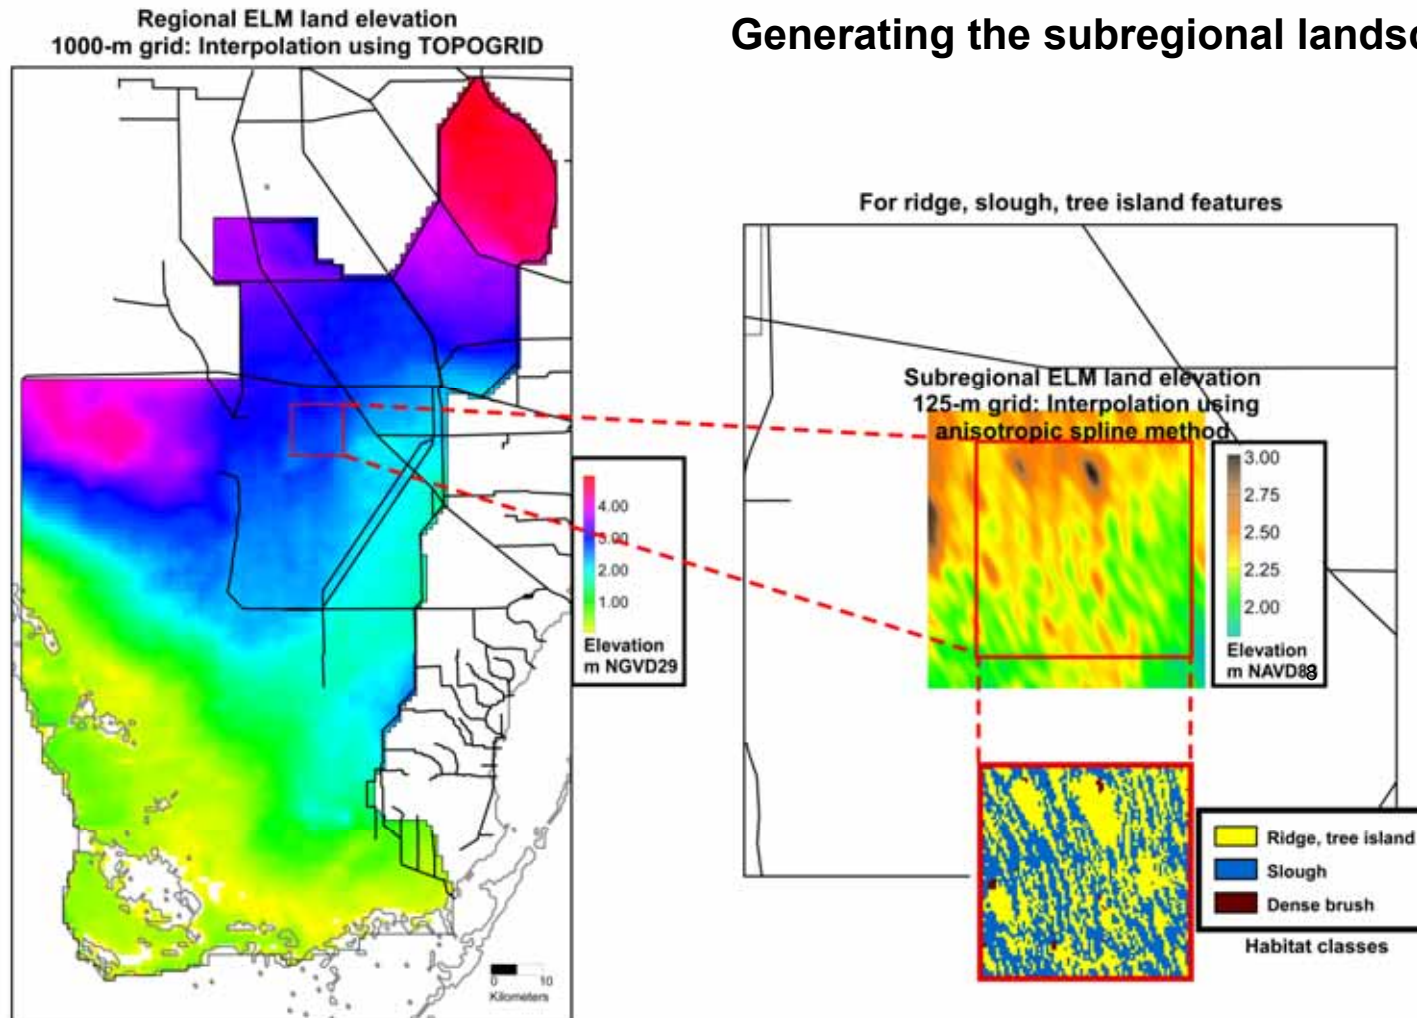 Regional ELM land elevation
1000-m grid: Interpolation using TOPOGRID
Generating the subregional landsc
For ridge, slough, tree island features
Subregional ELM land elevation
125-m grid: Interpolation using
anisotropic spline method
4.00
3.00
2.00
1.00
Elevation
m NGVD29
3.00
2.75
2.50
2.25
2.00
Elevation
m NAVD88
Ridge, tree island
Slough
Dense brush
Habitat classes
0 10
Kilometers